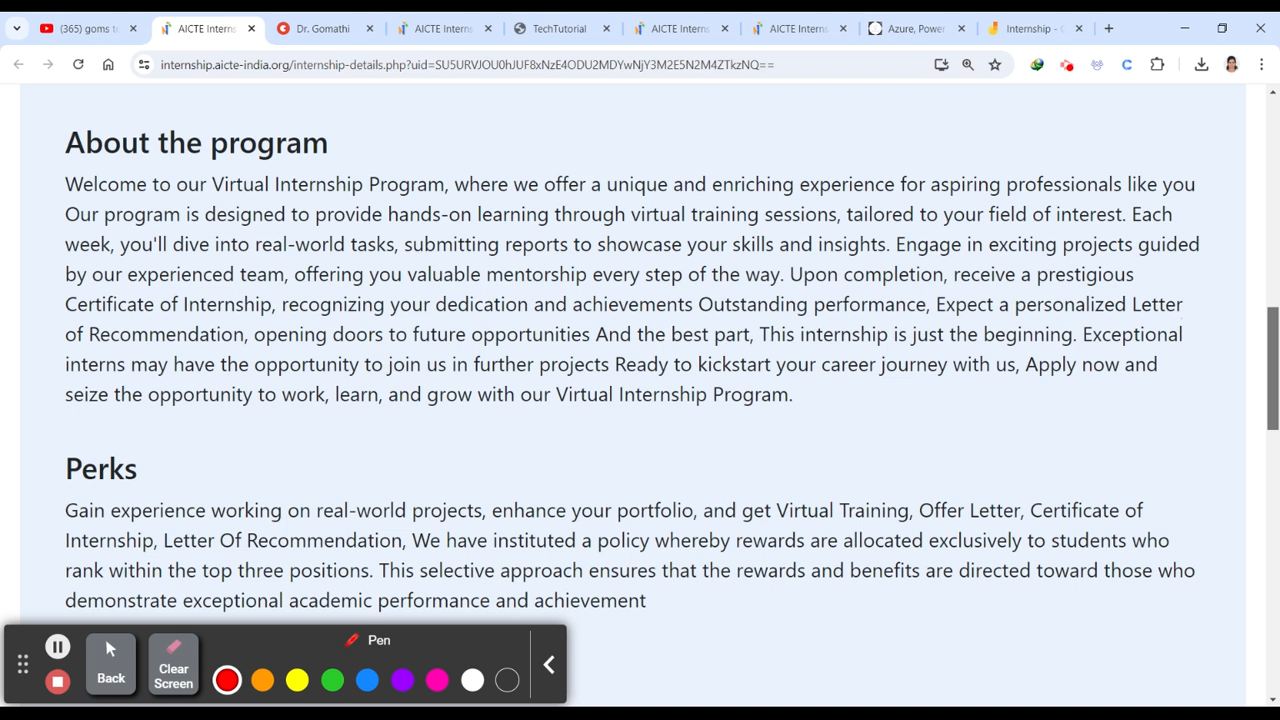 (365) goms t
AICTE Interns
Dr. Gomathi
AICTE Interns
TechTutorial
AICTE Interns
AICTE Interns
Azure, Power
Internship -
internship.aicte-india.org/internship-details.php?uid=SU5URVJOU0hJUF8xNzE4ODU2MDYwNjY3M2E5N2M4ZTkzNQ==
About the program
Welcome to our Virtual Internship Program, where we offer a unique and enriching experience for aspiring professionals like you
Our program is designed to provide hands-on learning through virtual training sessions, tailored to your field of interest. Each
week, you'll dive into real-world tasks, submitting reports to showcase your skills and insights. Engage in exciting projects guided
by our experienced team, offering you valuable mentorship every step of the way. Upon completion, receive a prestigious
Certificate of Internship, recognizing your dedication and achievements Outstanding performance, Expect a personalized Letter
of Recommendation, opening doors to future opportunities And the best part, This internship is just the beginning. Exceptional
interns may have the opportunity to join us in further projects Ready to kickstart your career journey with us, Apply now and
seize the opportunity to work, learn, and grow with our Virtual Internship Program.
Perks
Gain experience working on real-world projects, enhance your portfolio, and get Virtual Training, Offer Letter, Certificate of
Internship, Letter Of Recommendation, We have instituted a policy whereby rewards are allocated exclusively to students who
rank within the top three positions. This selective approach ensures that the rewards and benefits are directed toward those who
demonstrate exceptional academic performance and achievement
Pen
Back
Clear
Screen